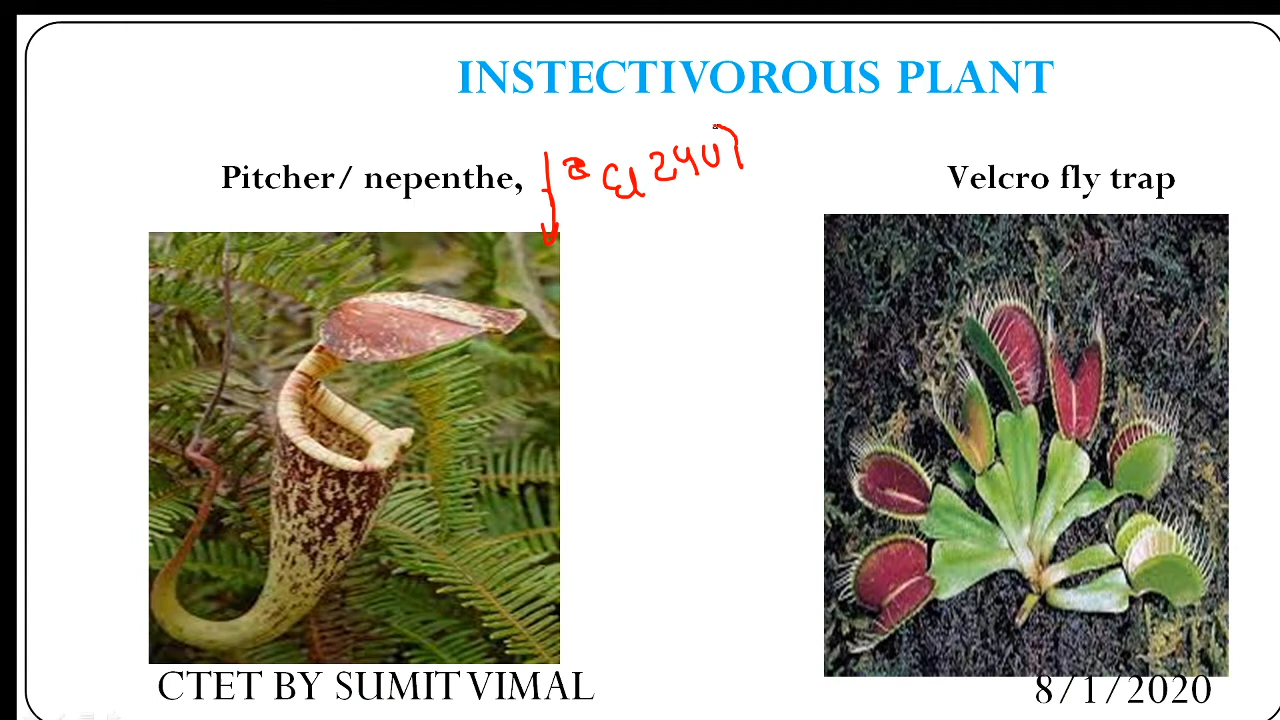 INSTECTIVOROUS PLANT
Pitcher/ nepenthe,
Velcro fly trap
CTET BY SUMIT VIMAL
8/1/2020